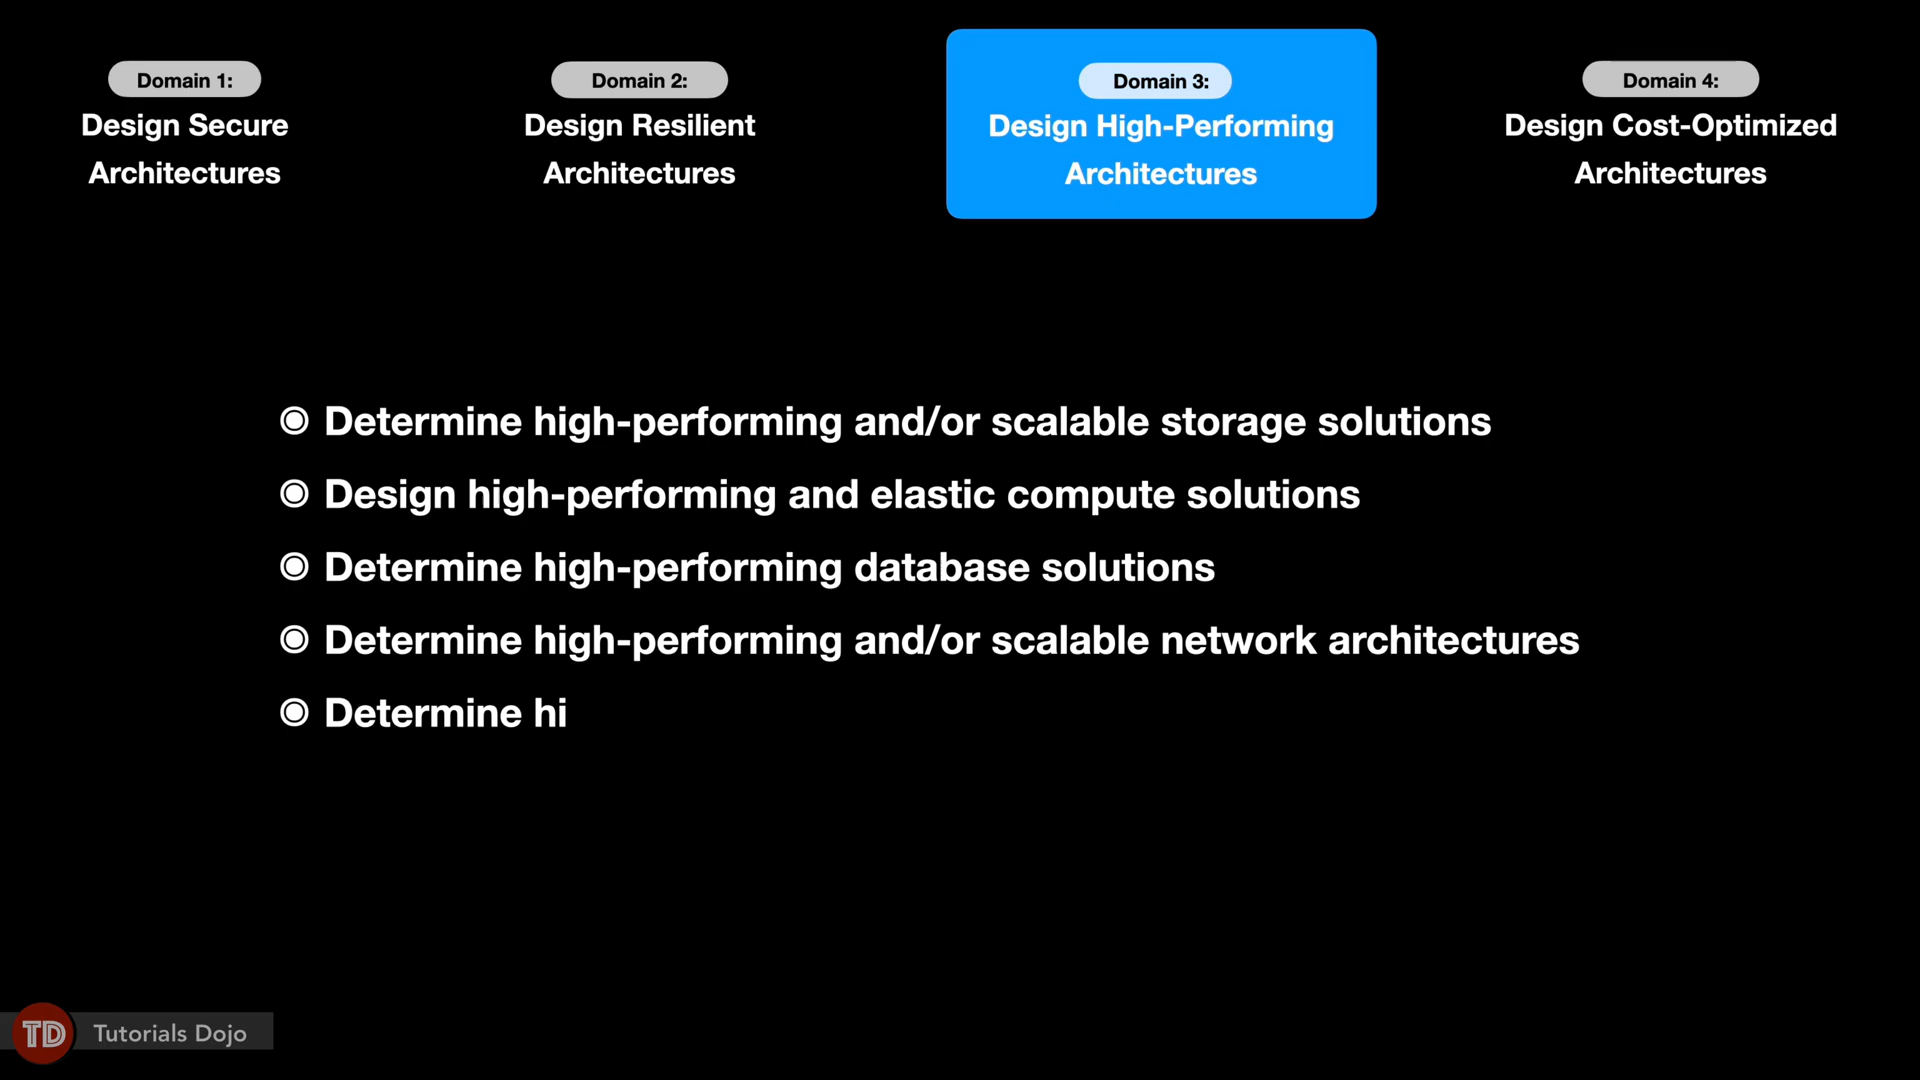 Domain 1:
Design Secure
Architectures
Domain 2:
Design Resilient
Architectures
Domain 3:
Design High-Performing
Architectures
Domain 4:
Design Cost-Optimized
Architectures
Determine high-performing and/or scalable storage solutions
Design high-performing and elastic compute solutions
Determine high-performing database solutions
Determine high-performing and/or scalable network architectures
Determine hi
TD Tutorials Dojo